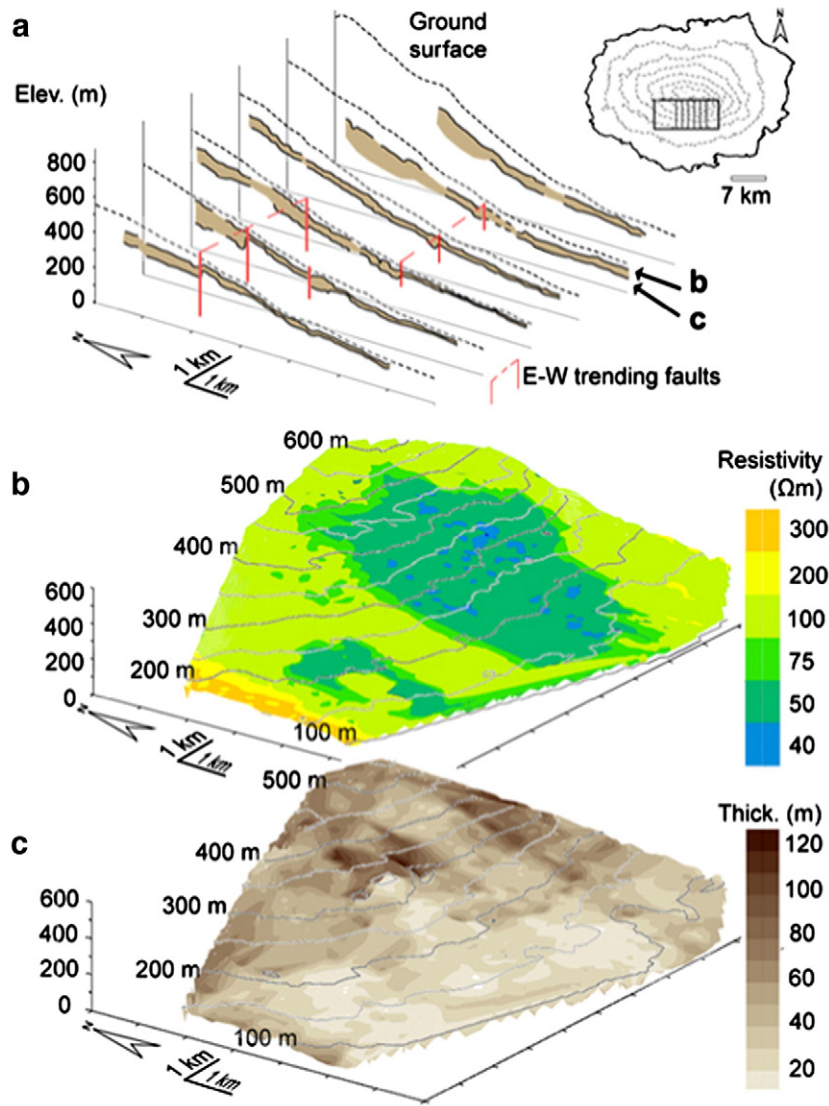 a
Ground
surface
N
Elev. (m)
800
600
400
200
0
7 km
b
c
N
1 km
1 km
E-W trending faults
b
600 m
500 m
400 m
300 m
200 m
100 m
600
400
200
0
N
1 km
1 km
Resistivity
(Ωm)
300
200
100
75
50
40
c
500 m
400 m
300 m
200 m
100 m
600
400
200
0
N
1 km
1 km
Thick. (m)
120
100
80
60
40
20